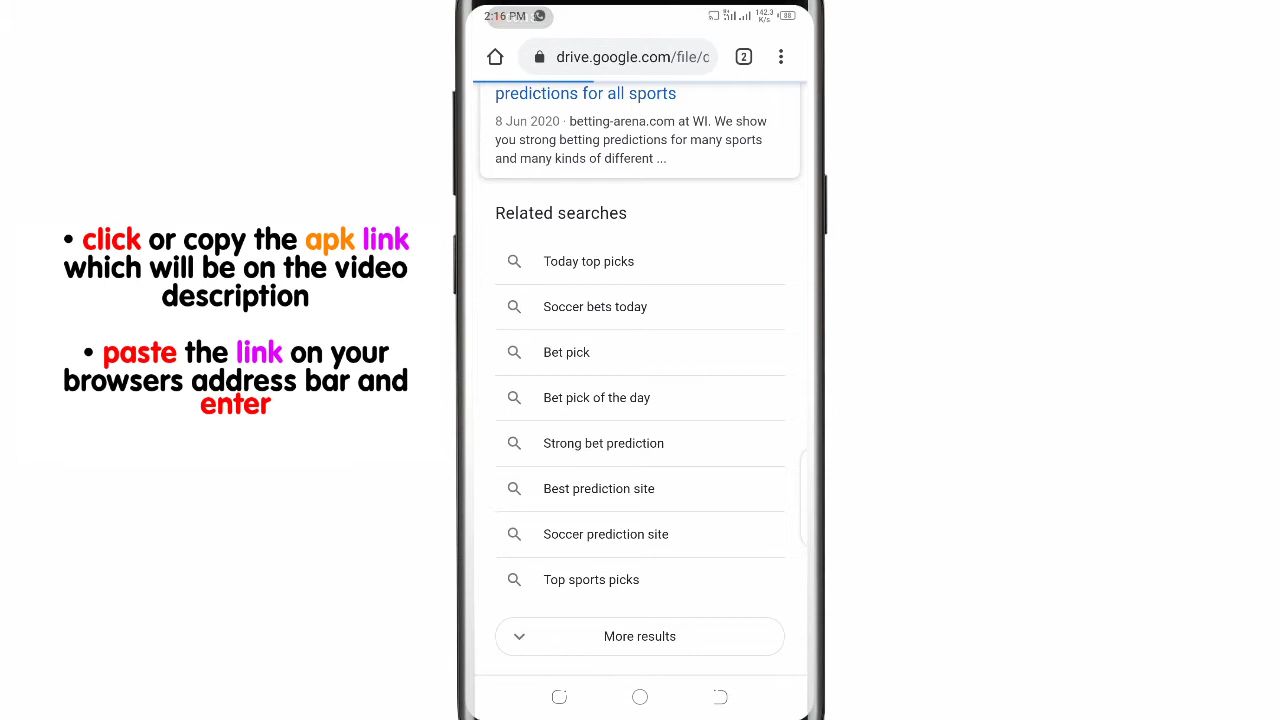 • click or copy the apk link
which will be on the video
description
• paste the link on your
browsers address bar and
enter
2:16 PM
142.3
K/s
88
drive.google.com/file/c
2
predictions for all sports
8 Jun 2020 · betting-arena.com at WI. We show
you strong betting predictions for many sports
and many kinds of different ...
Related searches
Today top picks
Soccer bets today
Bet pick
Bet pick of the day
Strong bet prediction
Best prediction site
Soccer prediction site
Top sports picks
More results